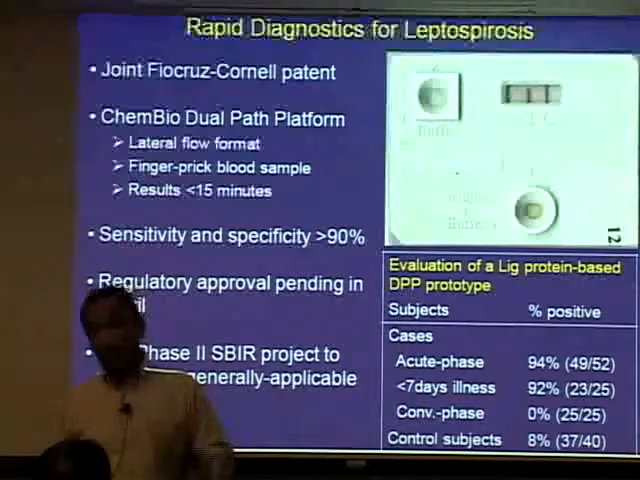 Rapid Diagnostics for Leptospirosis
• Joint Fiocruz-Cornell patent
• ChemBio Dual Path Platform
➢ Lateral flow format
➢ Finger-prick blood sample
➢ Results <15 minutes
• Sensitivity and specificity >90%
• Regulatory approval pending in
Phase II SBIR project to
generally-applicable
12
Evaluation of a Lig protein-based
DPP prototype
Subjects % positive
Cases
Acute-phase 94% (49/52)
<7days illness 92% (23/25)
Conv.-phase 0% (25/25)
Control subjects 8% (37/40)